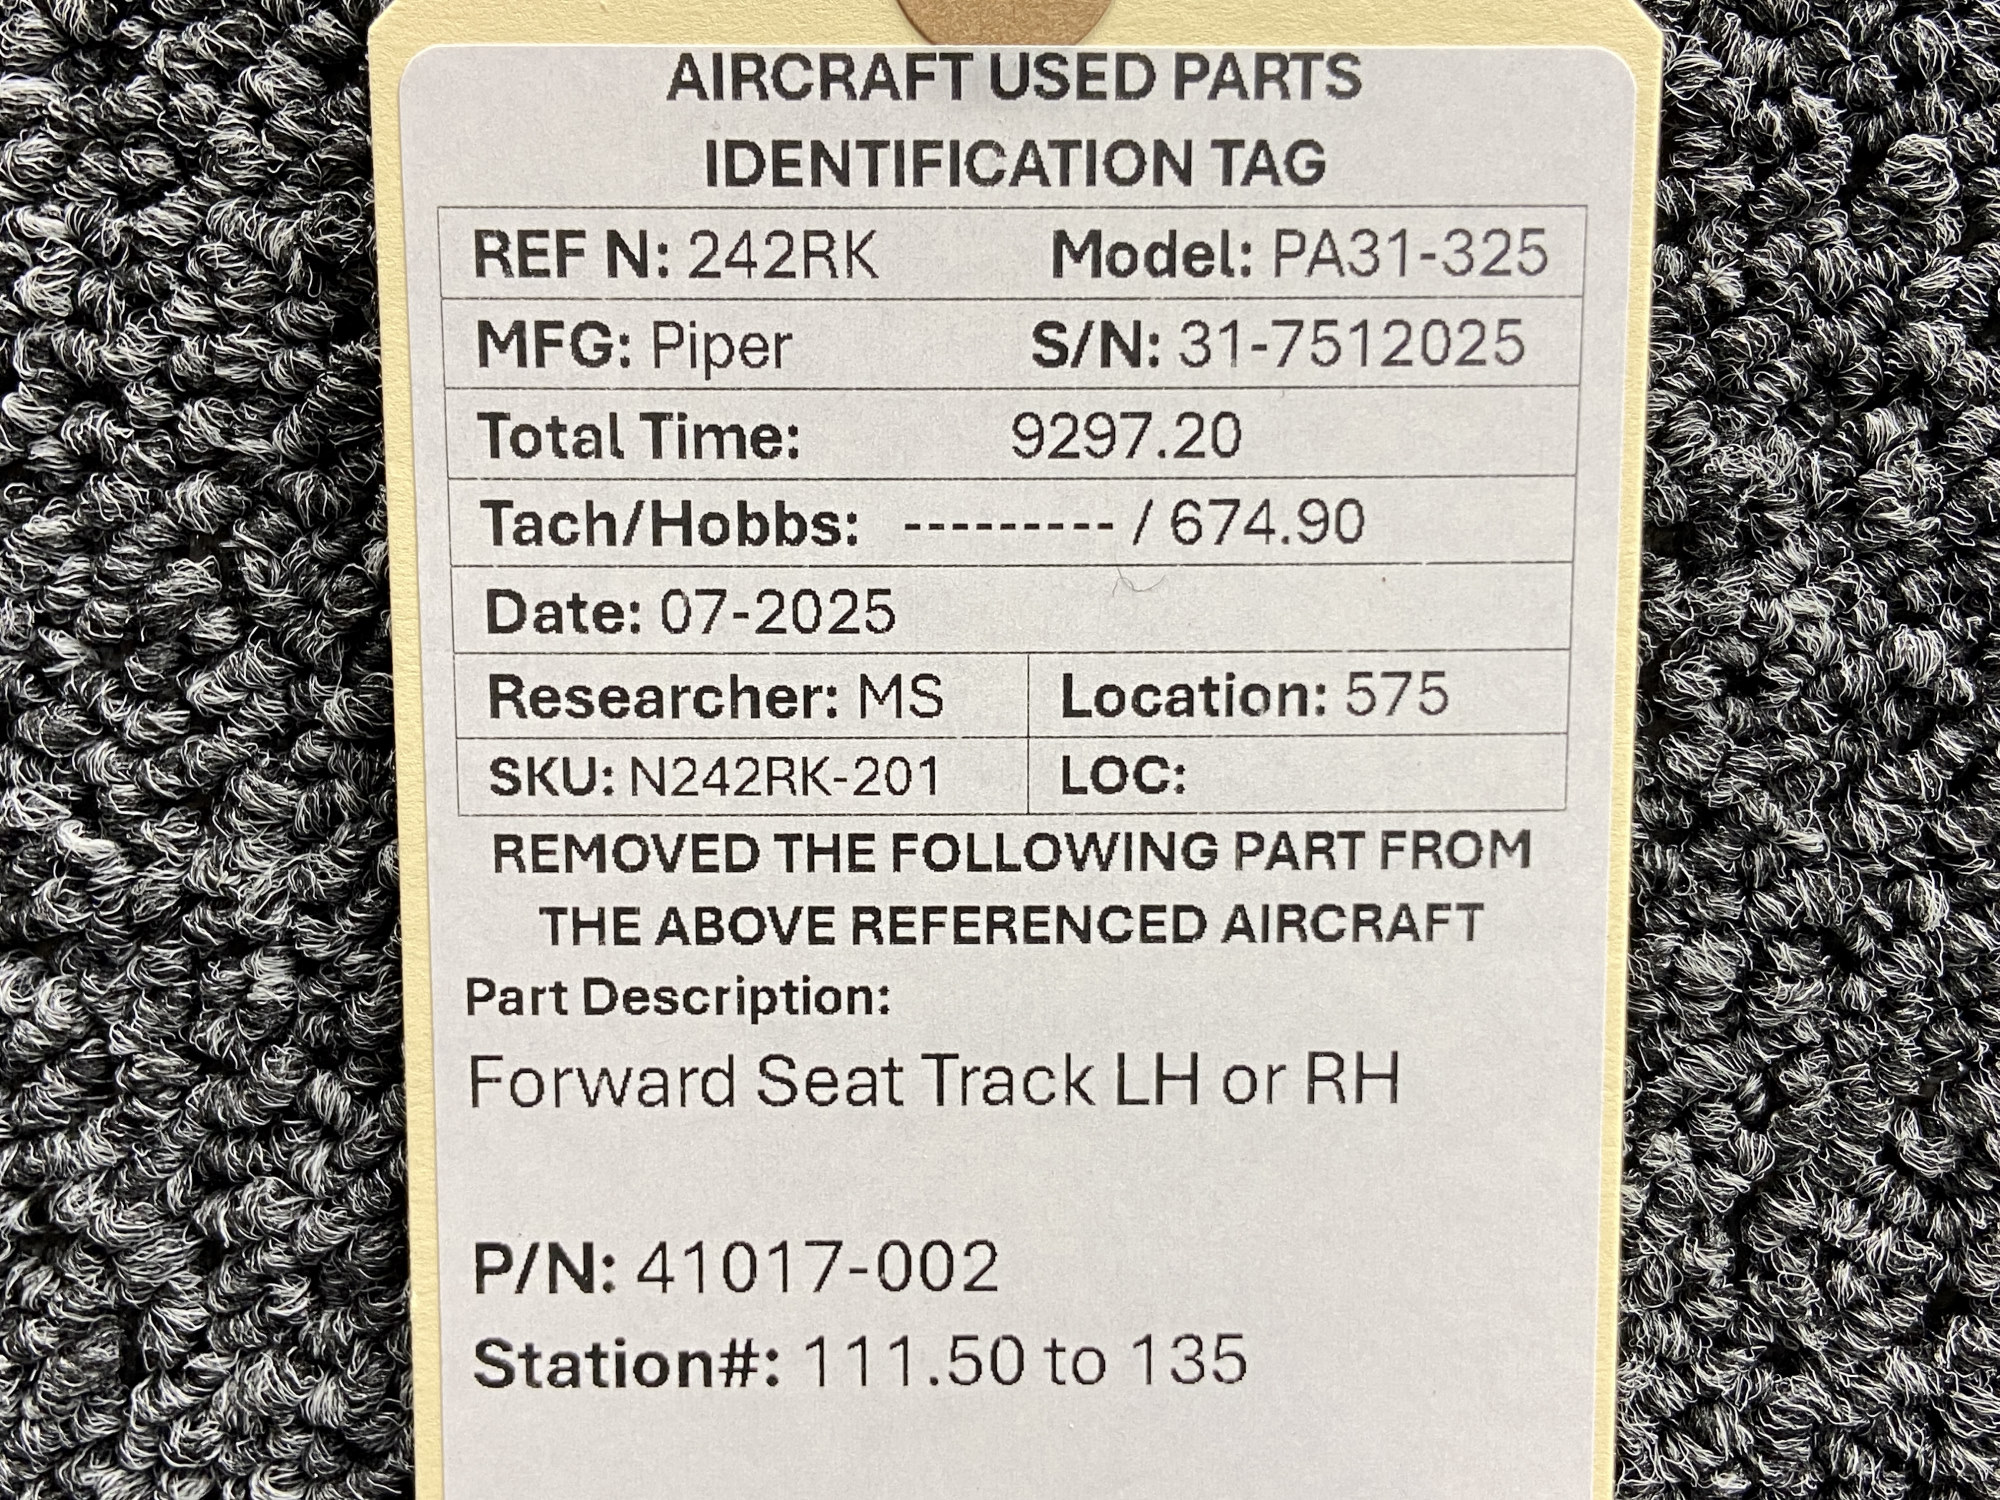 AIRCRAFT USED PARTS
IDENTIFICATION TAG
REF N: 242RK Model: PA31-325
MFG: Piper S/N: 31-7512025
Total Time: 9297.20
Tach/Hobbs: --------- / 674.90
Date: 07-2025
Researcher: MS Location: 575
SKU: N242RK-201 LOC:
REMOVED THE FOLLOWING PART FROM
THE ABOVE REFERENCED AIRCRAFT
Part Description:
Forward Seat Track LH or RH
P/N: 41017-002
Station#: 111.50 to 135